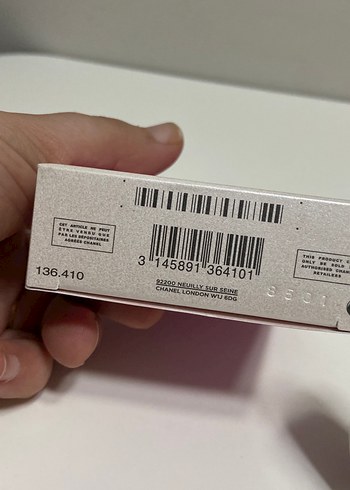 CET ARTICLE NE PEUT
ÊTRE VENDU QUE
PAR LES DÉPOSITAIRES
AGRÉÉS CHANEL
3 145891 364101
THIS PRODUCT C
ONLY BE SOLD
AUTHORISED CHAN
RETAILERS
136.410
92200 NEUILLY SUR SEINE
CHANEL LONDON W1J 6DG